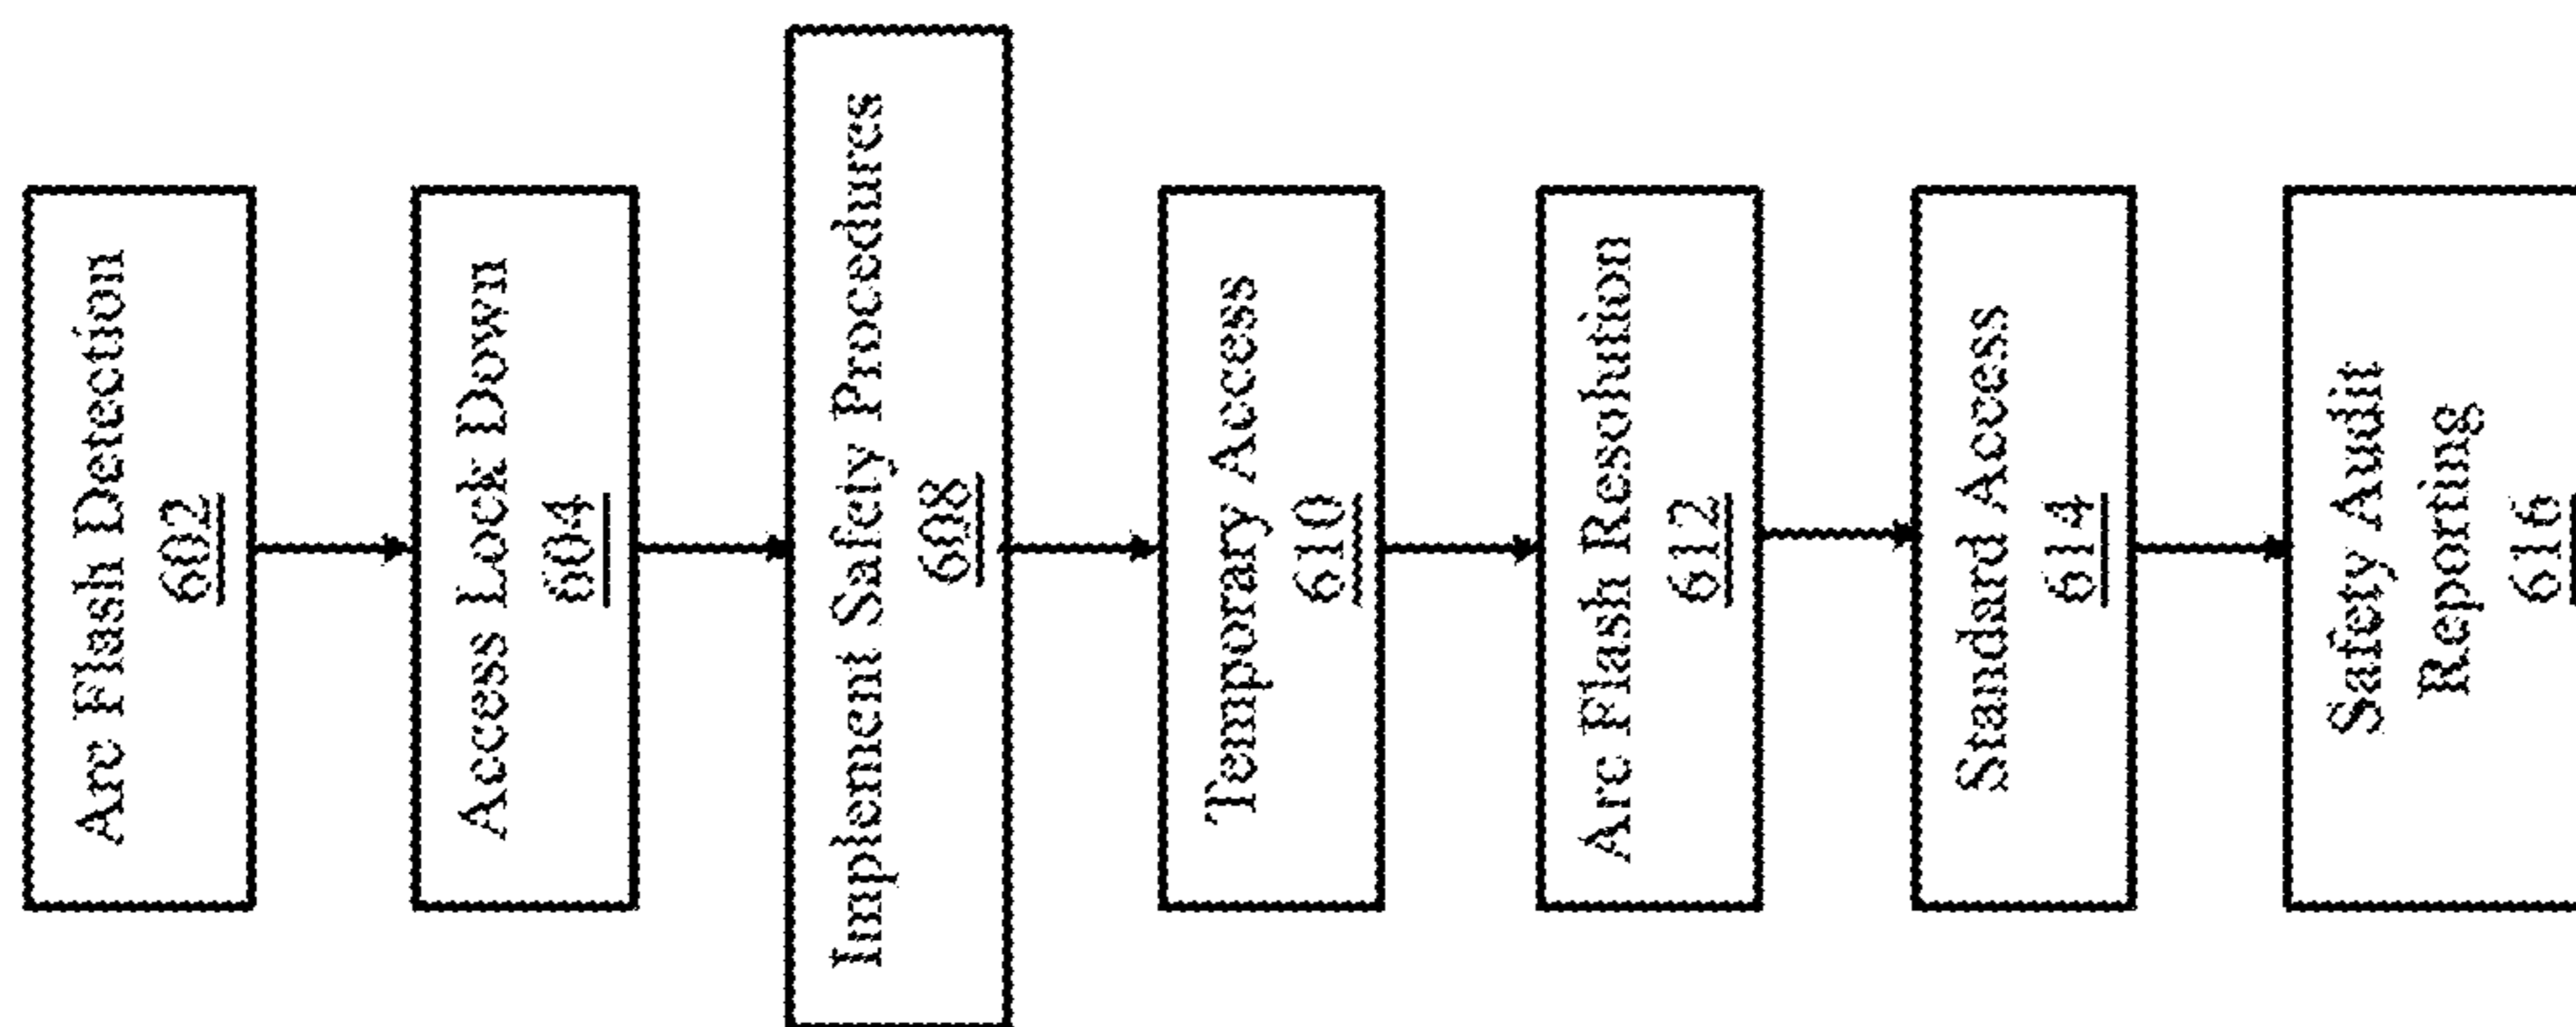 Arc Flash Detection
602
Access Lock Down
604
Implement Safety Procedures
608
Temporary Access
610
Arc Flash Resolution
612
Standard Access
614
Safety Audit
Reporting
616